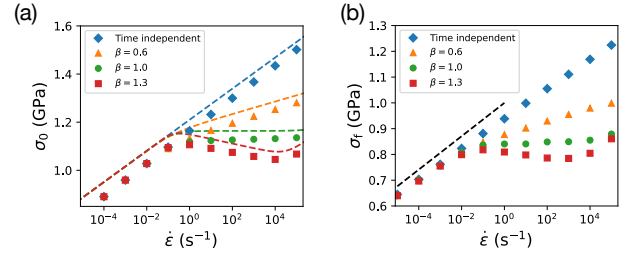 (a)
σ₀ (GPa)
1.6
1.4
1.2
1.0
Time independent
β = 0.6
β = 1.0
β = 1.3
10⁻⁴ 10⁻² 10⁰ 10² 10⁴
ε̇ (s⁻¹)
(b)
σf (GPa)
1.3
1.2
1.1
1.0
0.9
0.8
0.7
0.6
Time independent
β = 0.6
β = 1.0
β = 1.3
10⁻⁴ 10⁻² 10⁰ 10² 10⁴
ε̇ (s⁻¹)